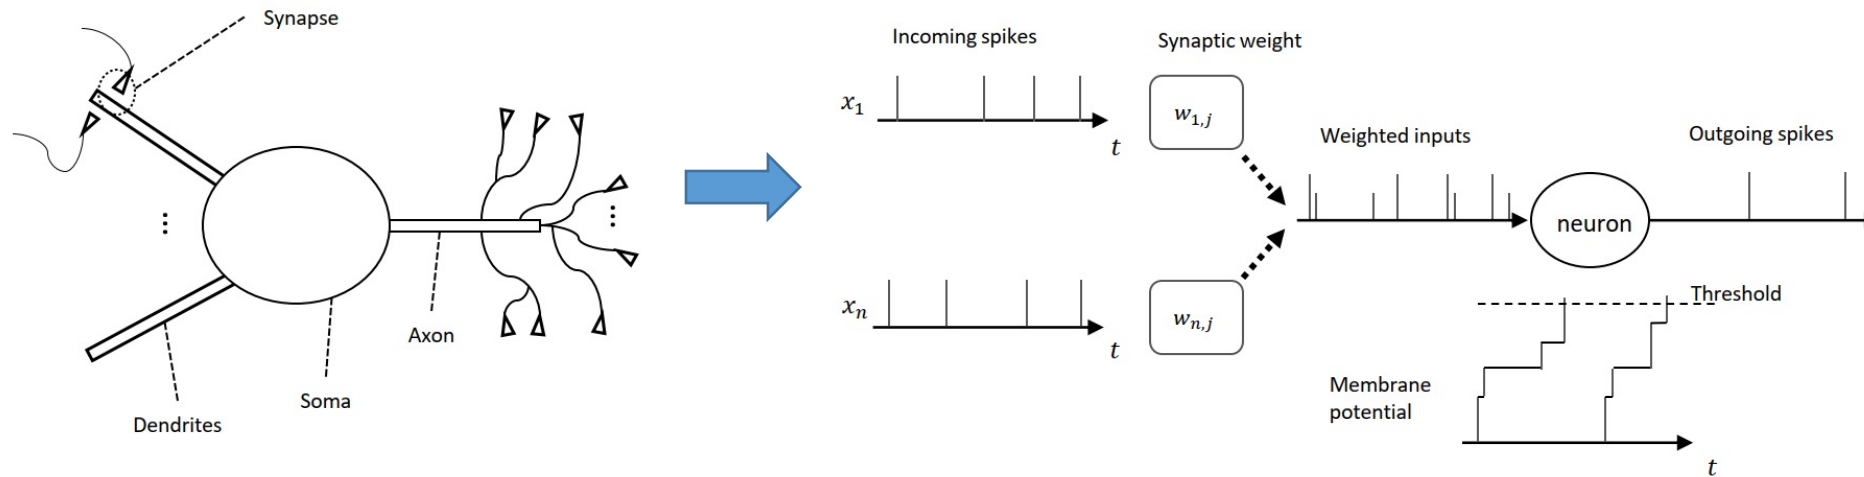 Synapse
Dendrites
Soma
Axon
Incoming spikes
x₁
t
xₙ
t
Synaptic weight
w₁,ⱼ
wₙ,ⱼ
Weighted inputs
neuron
Outgoing spikes
Threshold
Membrane
potential
t